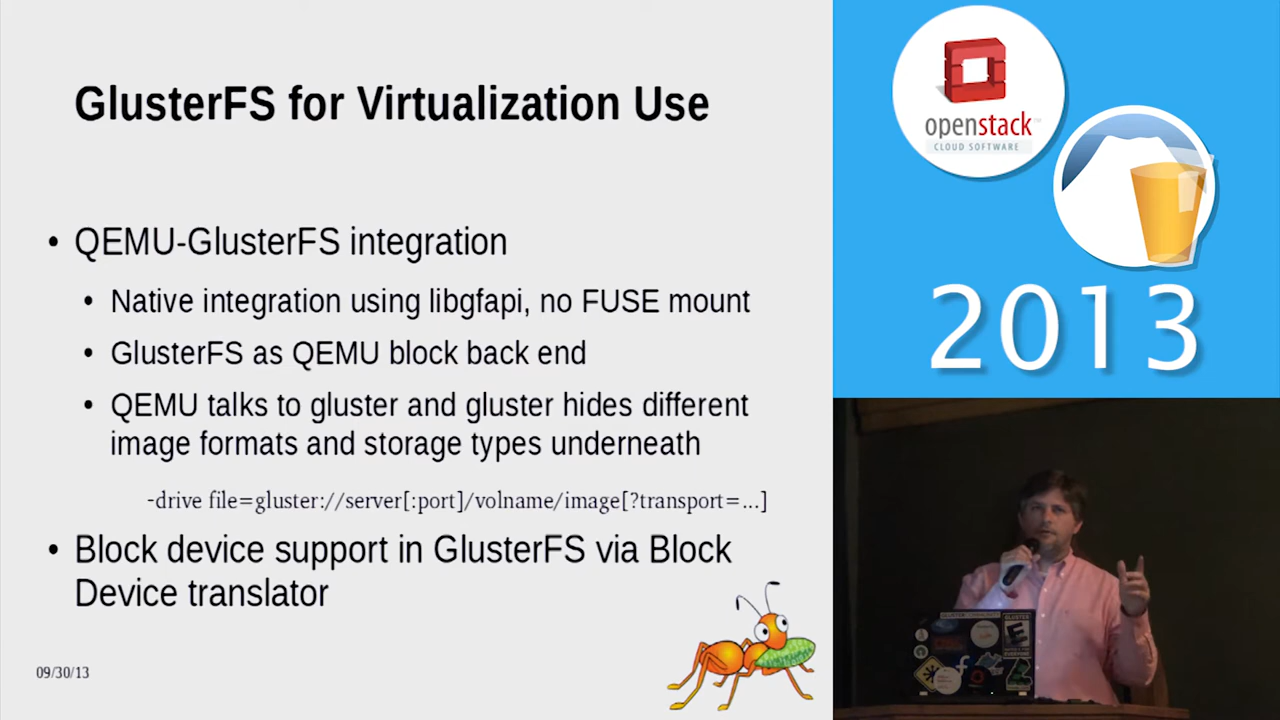 GlusterFS for Virtualization Use
• QEMU-GlusterFS integration
• Native integration using libgfapi, no FUSE mount
• GlusterFS as QEMU block back end
• QEMU talks to gluster and gluster hides different
image formats and storage types underneath
-drive file=gluster://server[:port]/volname/image[?transport=...]
• Block device support in GlusterFS via Block
Device translator
09/30/13
openstack™
CLOUD SOFTWARE
2013
GLUSTER
E